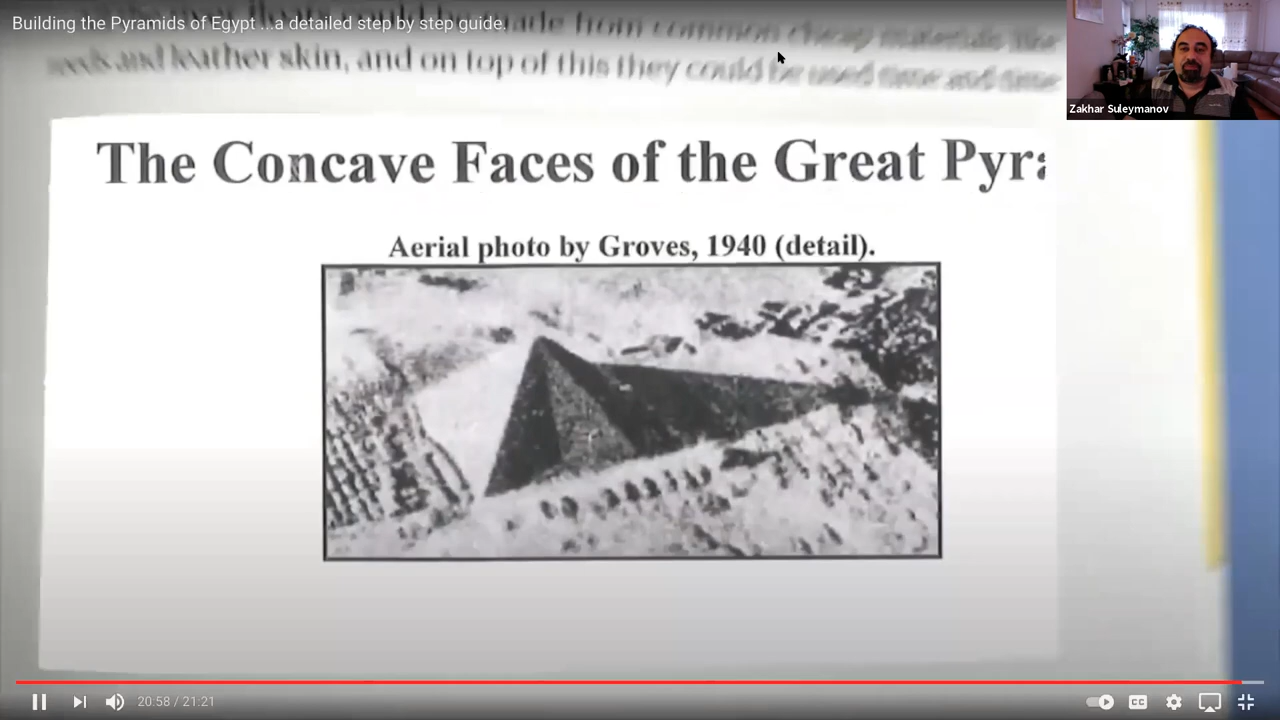 Building the Pyramids of Egypt ...a detailed step by step guide.
made from common cheap materials like
and leather skin, and on top of this they could be used time and time
Zakhar Suleymanov
The Concave Faces of the Great Pyra
Aerial photo by Groves, 1940 (detail).
20:58 / 21:21
CC